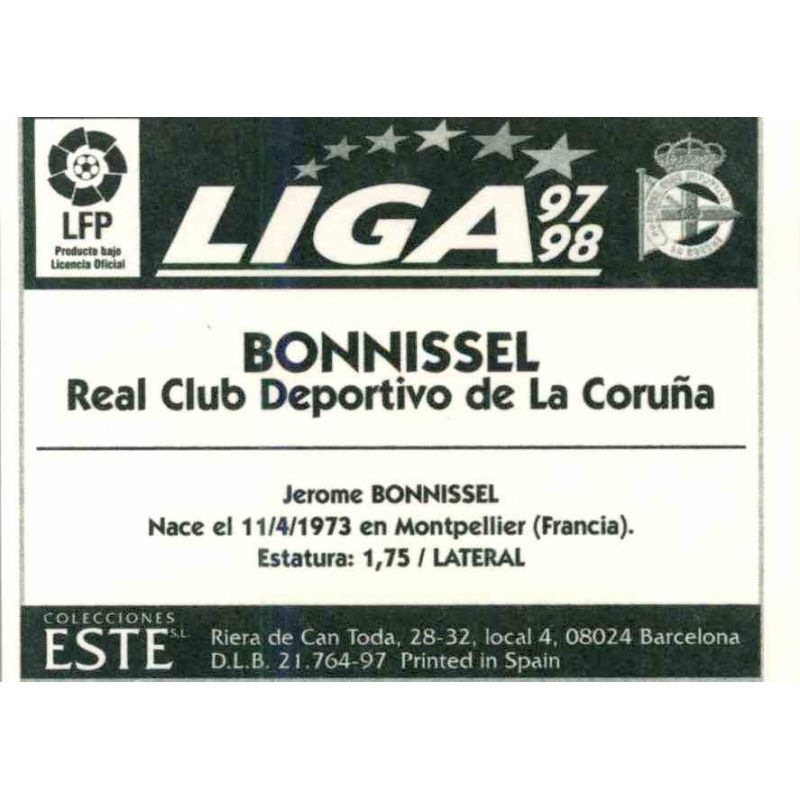 LFP
Producto bajo
Licencia Oficial
LIGA 97
98
BONNISSEL
Real Club Deportivo de La Coruña
Jerome BONNISSEL
Nace el 11/4/1973 en Montpellier (Francia).
Estatura: 1,75 / LATERAL
COLECCIONES
ESTE S.L.
Riera de Can Toda, 28-32, local 4, 08024 Barcelona
D.L.B. 21.764-97 Printed in Spain